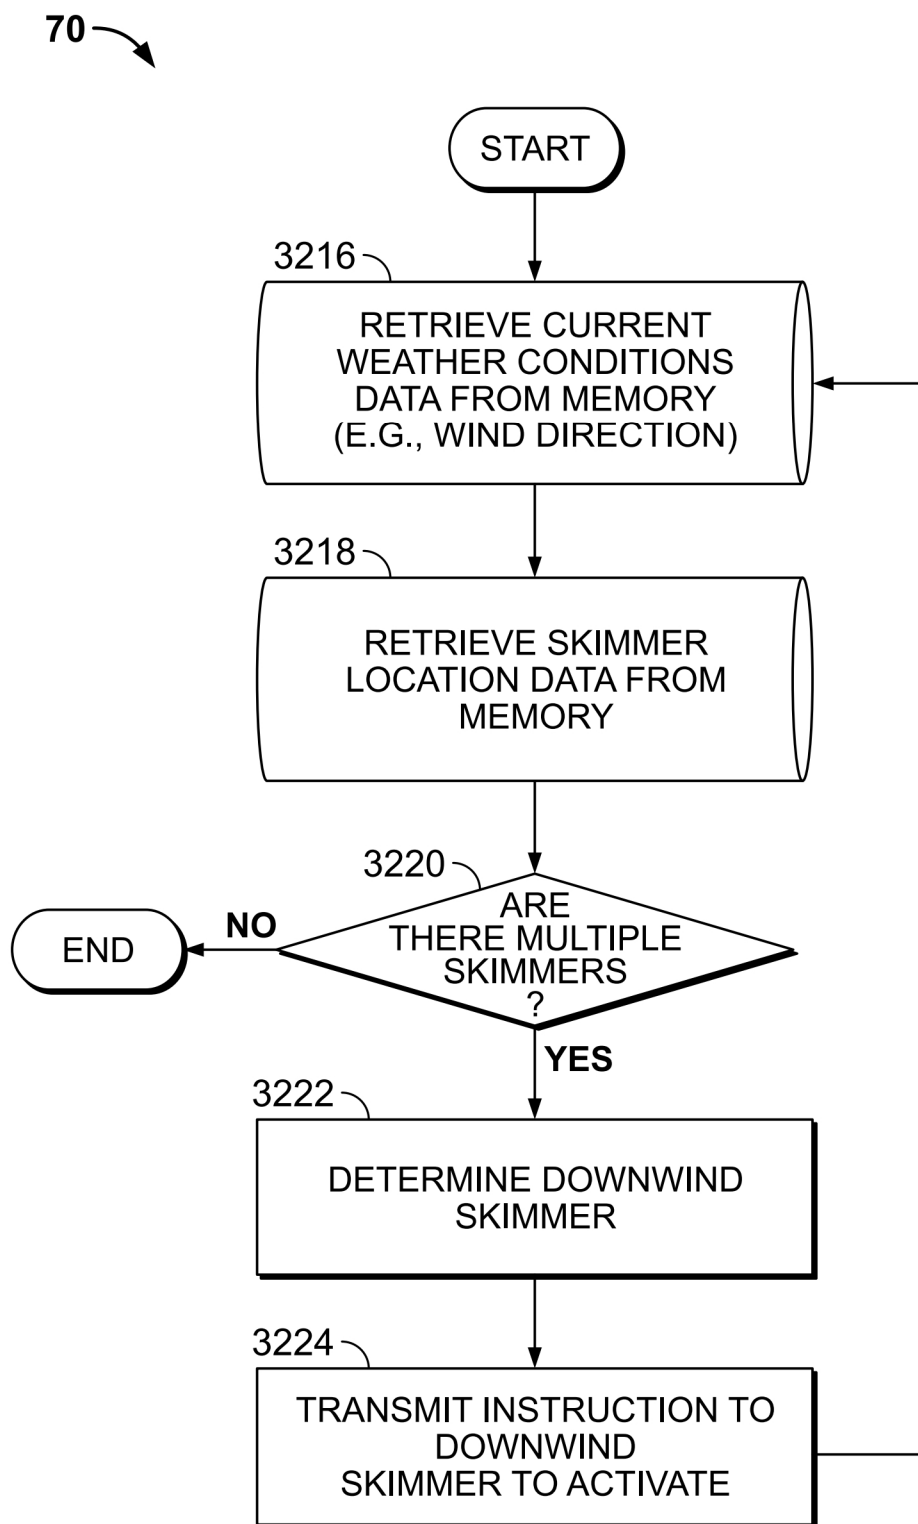 70
START
3216
RETRIEVE CURRENT
WEATHER CONDITIONS
DATA FROM MEMORY
(E.G., WIND DIRECTION)
3218
RETRIEVE SKIMMER
LOCATION DATA FROM
MEMORY
3220
ARE
THERE MULTIPLE
SKIMMERS
?
NO
END
YES
3222
DETERMINE DOWNWIND
SKIMMER
3224
TRANSMIT INSTRUCTION TO
DOWNWIND
SKIMMER TO ACTIVATE